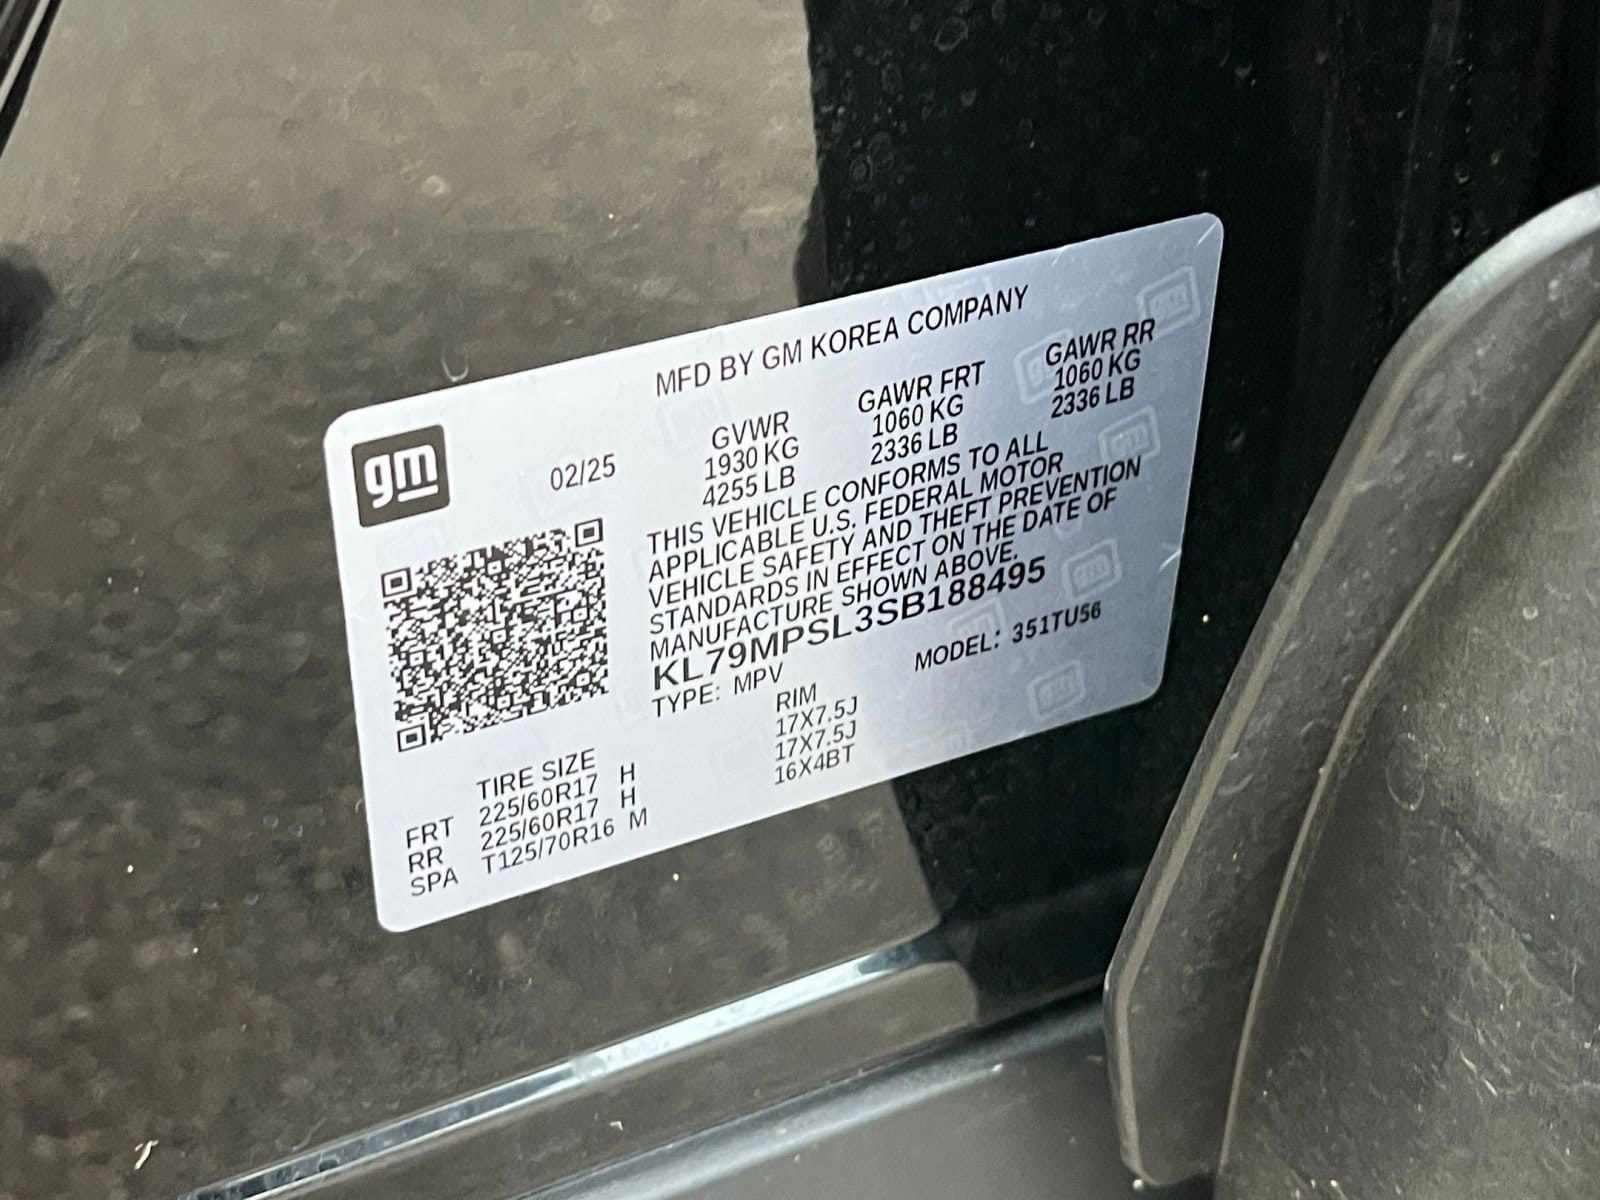 MFD BY GM KOREA COMPANY
gm
02/25
GVWR GAWR FRT GAWR RR
1930 KG 1060 KG 1060 KG
4255 LB 2336 LB 2336 LB
THIS VEHICLE CONFORMS TO ALL
APPLICABLE U.S. FEDERAL MOTOR
VEHICLE SAFETY AND THEFT PREVENTION
STANDARDS IN EFFECT ON THE DATE OF
MANUFACTURE SHOWN ABOVE.
KL79MPSL3SB188495
TYPE: MPV MODEL: 351TU56
TIRE SIZE RIM
FRT 225/60R17 H 17X7.5J
RR 225/60R17 H 17X7.5J
SPA T125/70R16 M 16X4BT